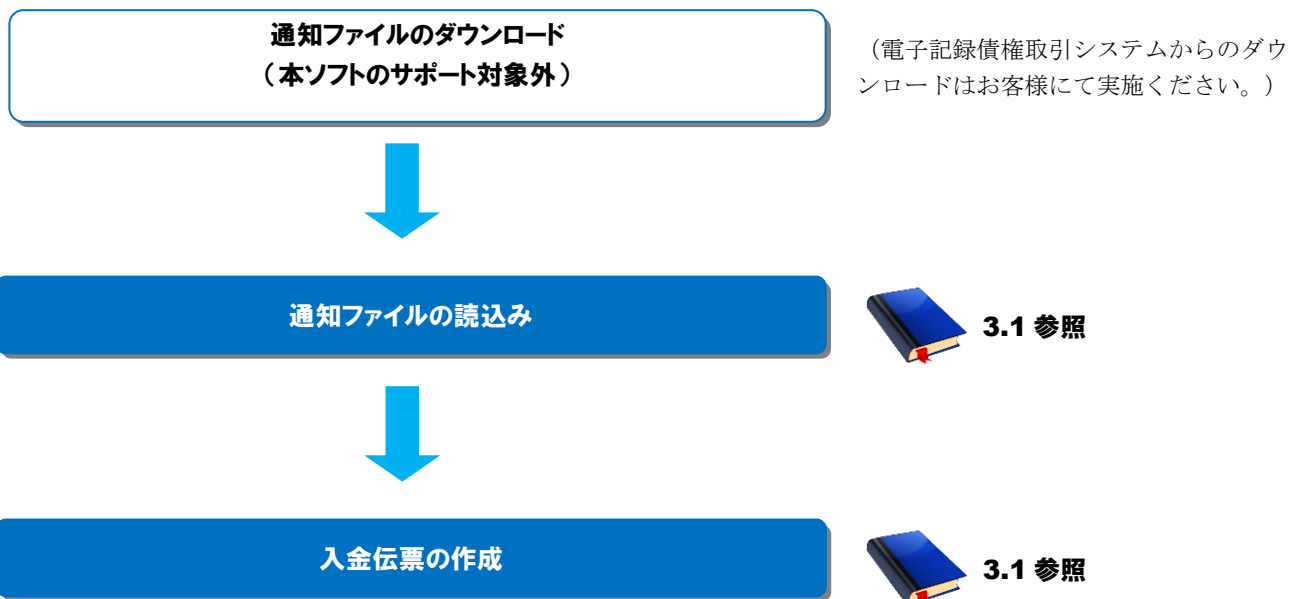 通知ファイルのダウンロード
（本ソフトのサポート対象外）
（電子記録債権取引システムからのダウ
ンロードはお客様にて実施ください。）
通知ファイルの読込み
3.1 参照
入金伝票の作成
3.1 参照